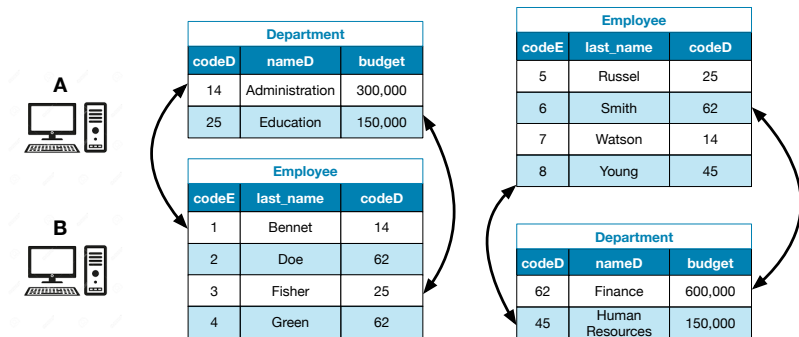 A
B
Department
codeD nameD budget
14 Administration 300,000
25 Education 150,000
Employee
codeE last_name codeD
1 Bennet 14
2 Doe 62
3 Fisher 25
4 Green 62
Employee
codeE last_name codeD
5 Russel 25
6 Smith 62
7 Watson 14
8 Young 45
Department
codeD nameD budget
62 Finance 600,000
45 Human Resources 150,000